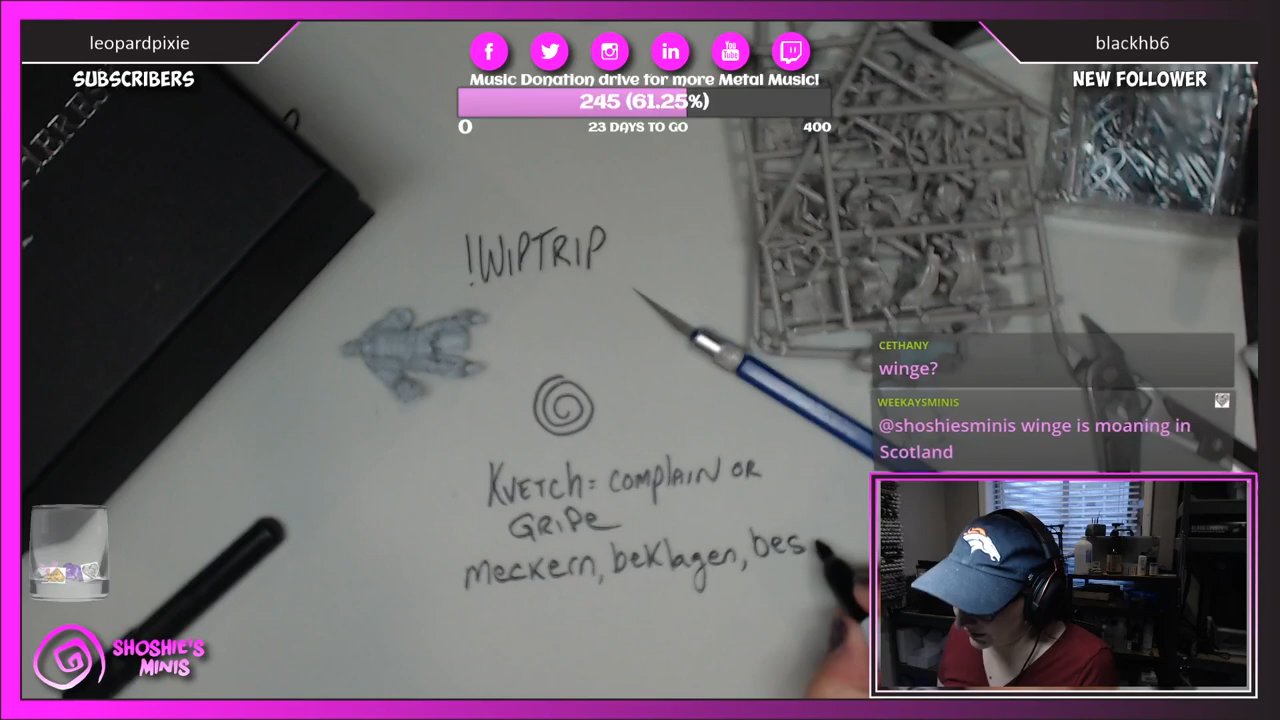 leopardpixie
SUBSCRIBERS
Music Donation drive for more Metal Music!
245 (61.25%)
0
23 DAYS TO GO
400
blackhb6
NEW FOLLOWER
!WIPTRIP
CETHANY
winge?
WEEKAYSMINIS
@shoshiesminis winge is moaning in
Scotland
KVETCH = COMPLAIN OR
GRIPE
meckern, beklagen, bes
SHOSHIE'S
MINIS